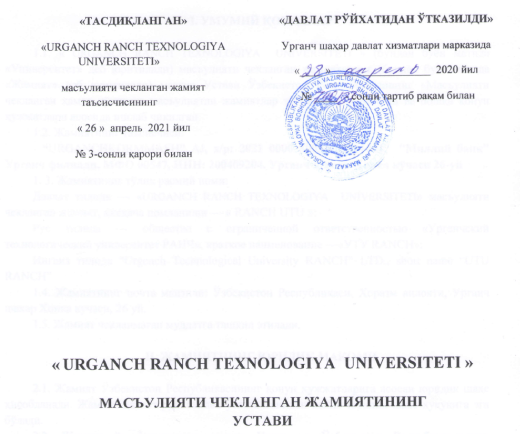 «ТАСДИҚЛАНГАН»
«URGANCH RANCH TEXNOLOGIYA
UNIVERSITETI»
масъулияти чекланган жамият
таъсисчисининг
« 26 » апрель 2021 йил
№ 3-сонли қарори билан
«ДАВЛАТ РЎЙХАТИДАН ЎТКАЗИЛДИ»
Урганч шаҳар давлат хизматлари марказида
« 28 » апрель 2020 йил
№ сонли тартиб рақам билан
« URGANCH RANCH TEXNOLOGIYA UNIVERSITETI »
МАСЪУЛИЯТИ ЧЕКЛАНГАН ЖАМИЯТИНИНГ
УСТАВИ